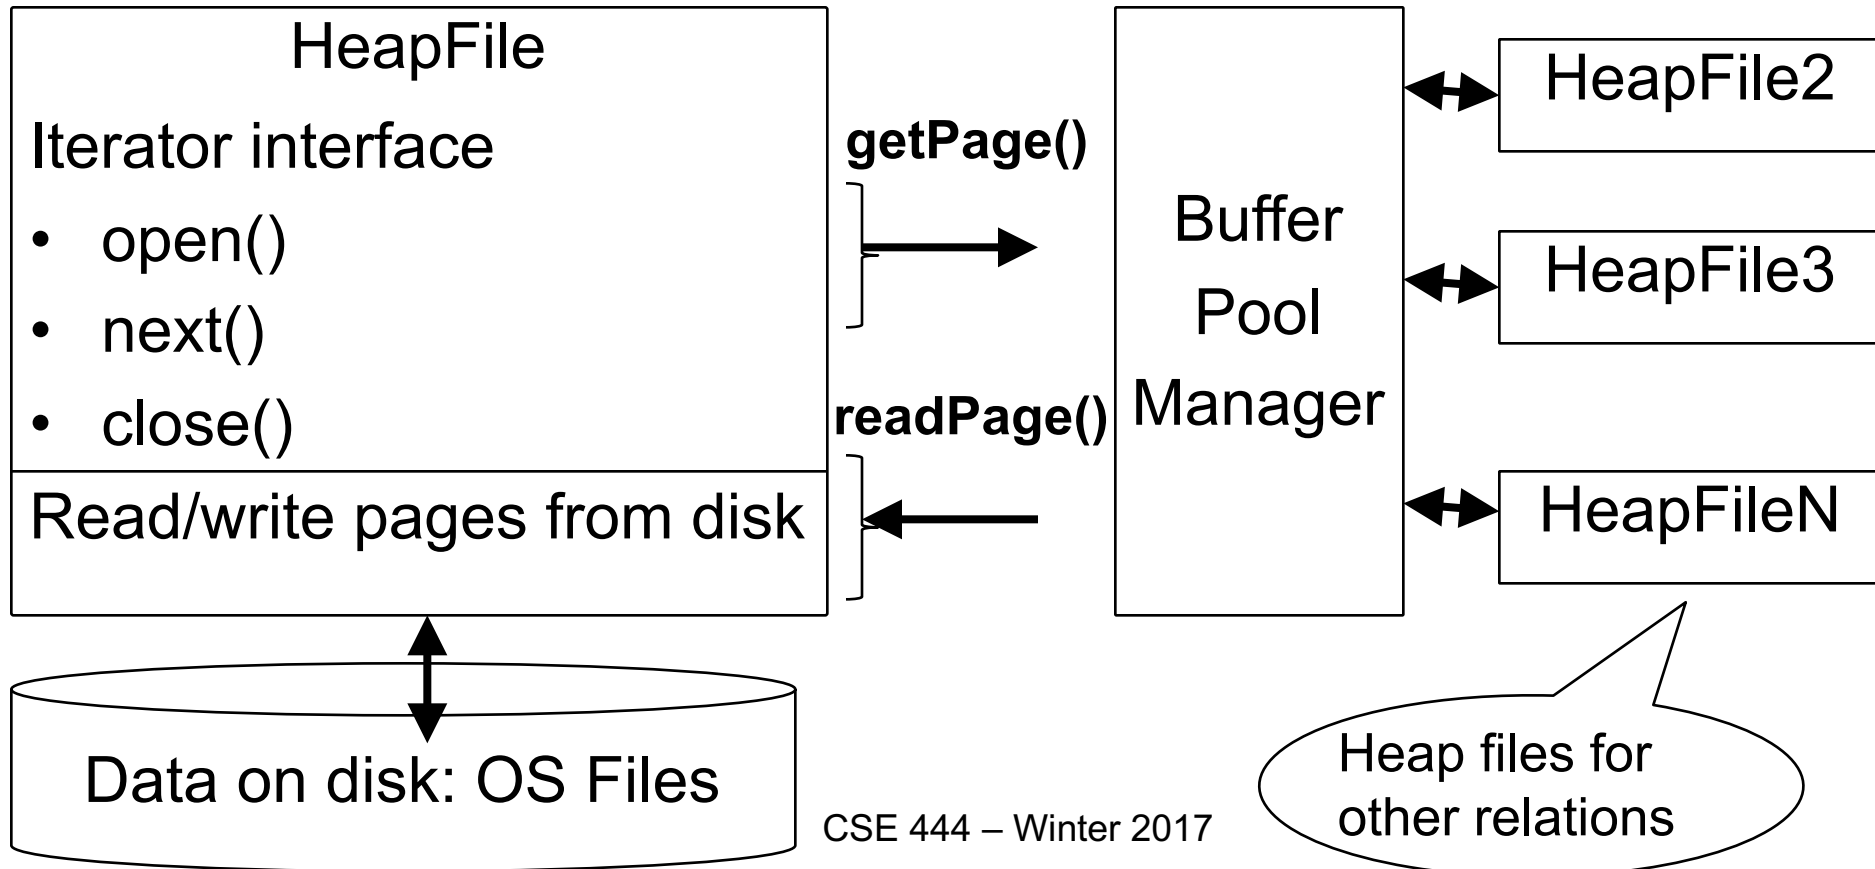 HeapFile
Iterator interface
• open()
• next()
• close()
Read/write pages from disk
getPage()
readPage()
Buffer
Pool
Manager
HeapFile2
HeapFile3
HeapFileN
Data on disk: OS Files
Heap files for
other relations
CSE 444 – Winter 2017